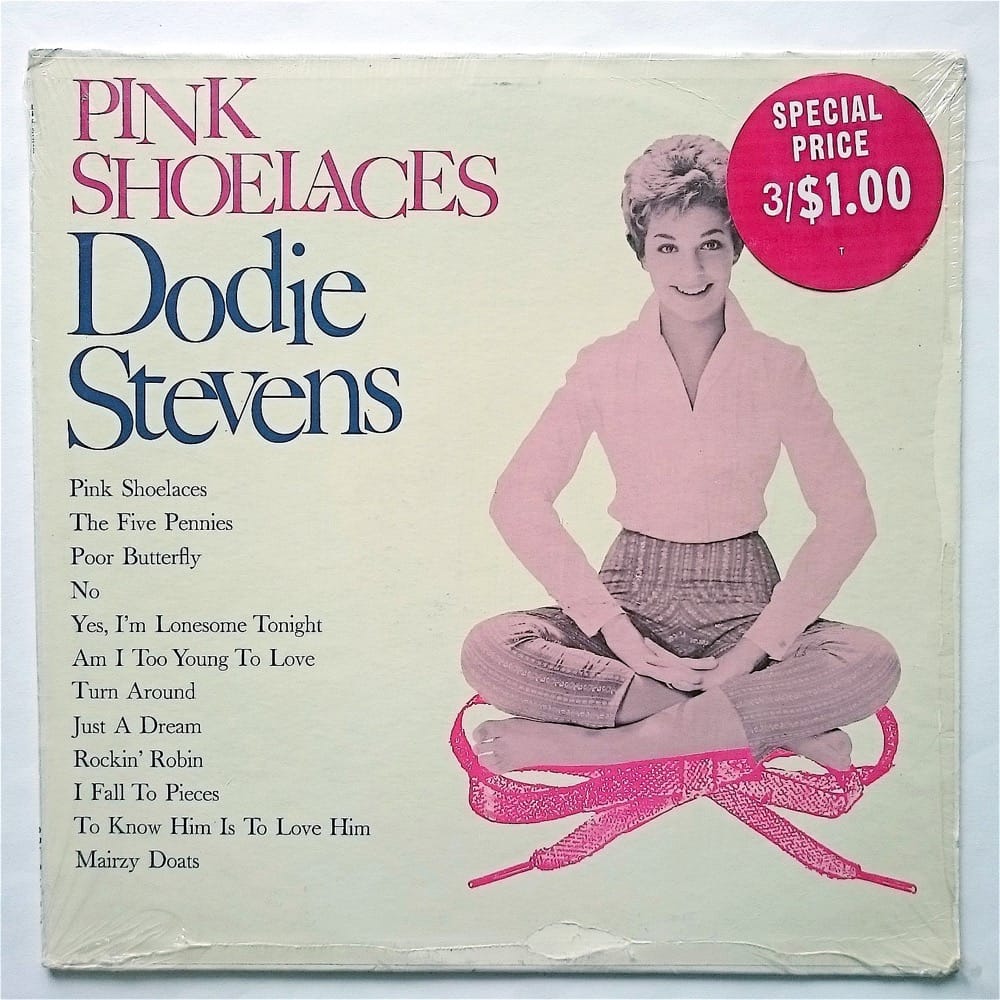 PINK
SHOELACES
Dodie
Stevens
SPECIAL
PRICE
3/$1.00
T
Pink Shoelaces
The Five Pennies
Poor Butterfly
No
Yes, I'm Lonesome Tonight
Am I Too Young To Love
Turn Around
Just A Dream
Rockin' Robin
I Fall To Pieces
To Know Him Is To Love Him
Mairzy Doats